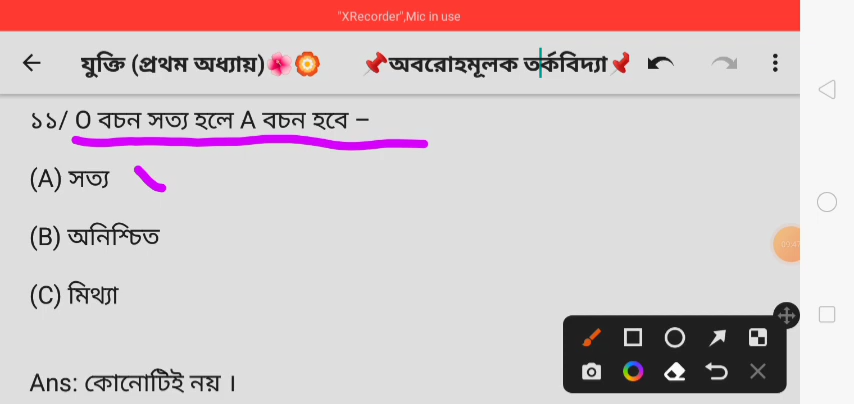 "XRecorder",Mic in use
যুক্তি (প্রথম অধ্যায়)🌺🏵️ 📌অবরোহমূলক তর্কবিদ্যা📌
১১/ O বচন সত্য হলে A বচন হবে –
(A) সত্য
(B) অনিশ্চিত
(C) মিথ্যা
Ans: কোনোটিই নয় ।